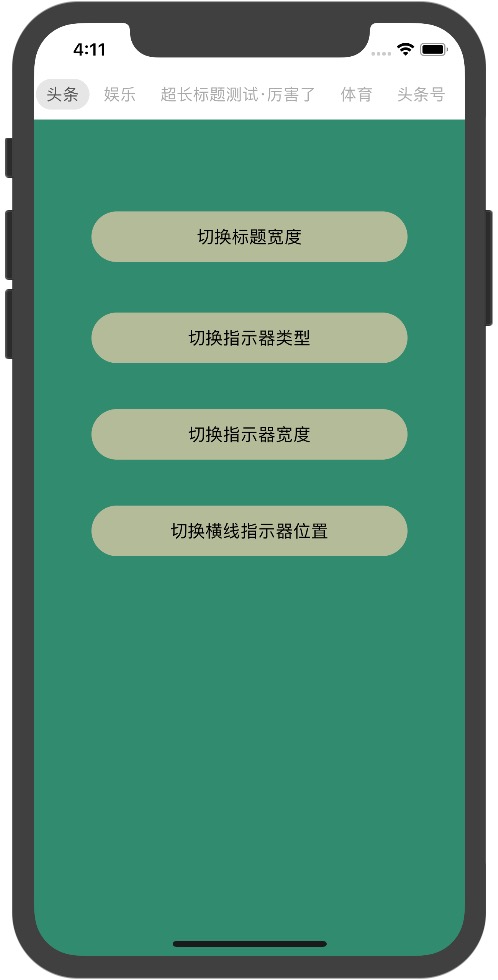 4:11
头条 娱乐 超长标题测试·厉害了 体育 头条号
切换标题宽度
切换指示器类型
切换指示器宽度
切换横线指示器位置